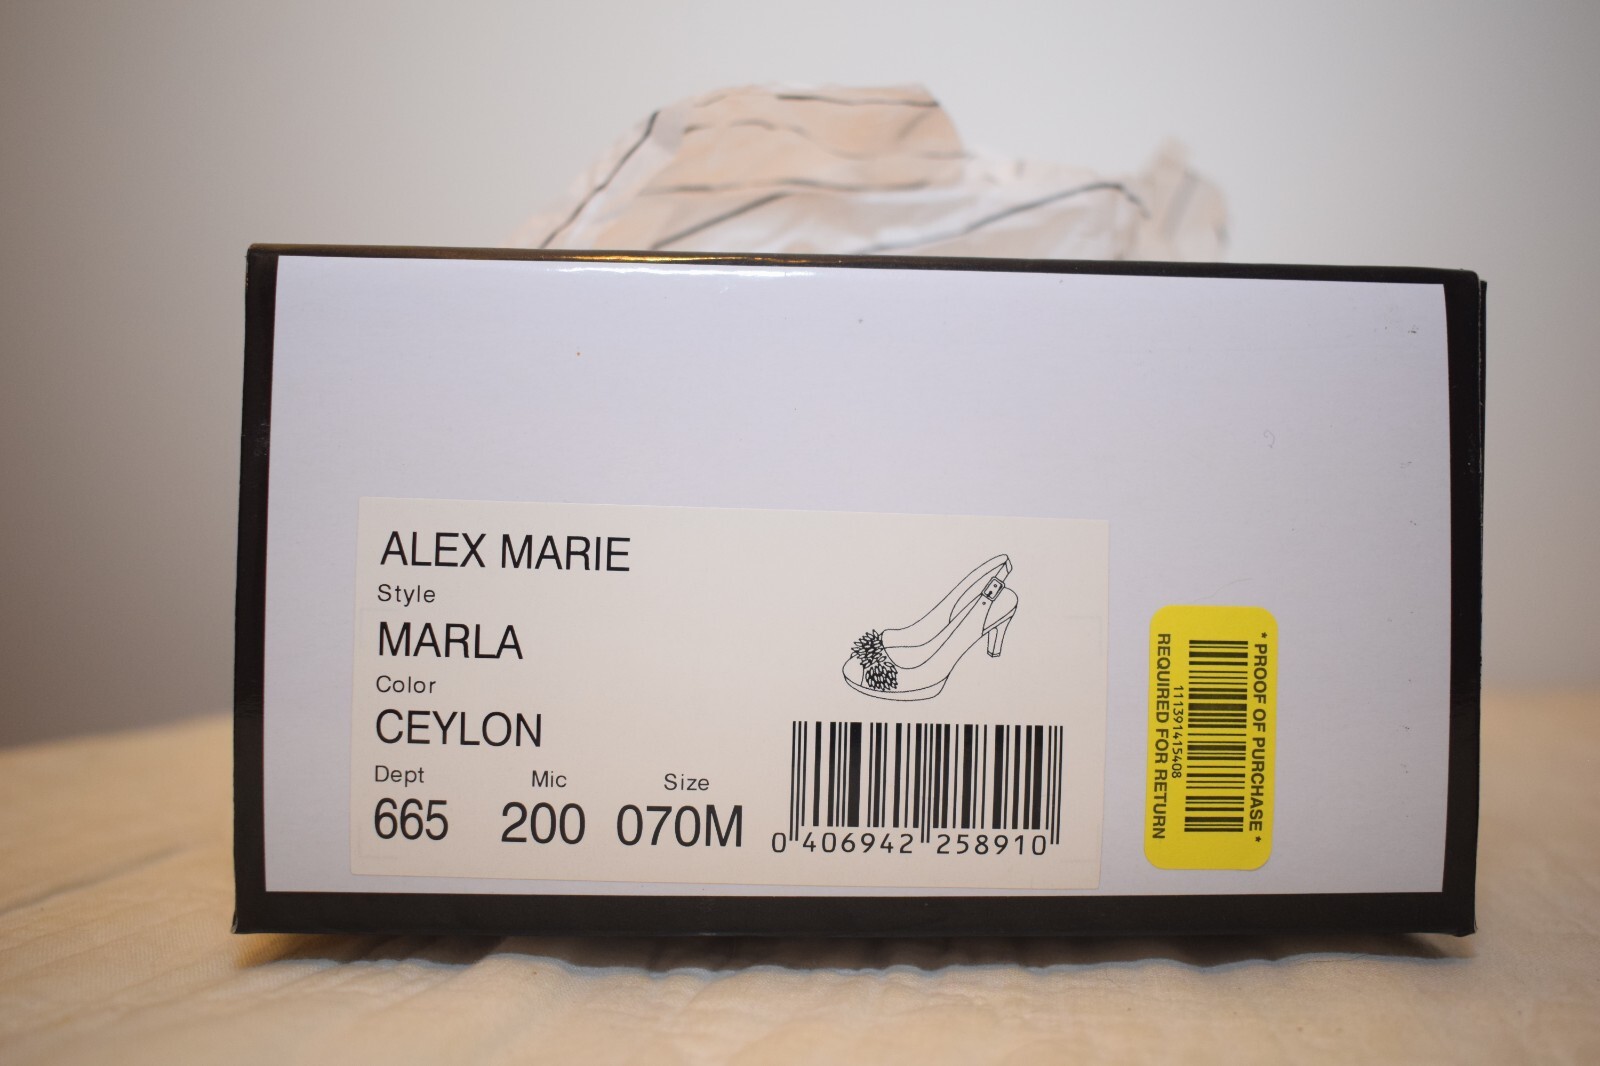 ALEX MARIE
Style
MARLA
Color
CEYLON
Dept Mic Size
665 200 070M
0 406942 258910
* PROOF OF PURCHASE *
111391415408
REQUIRED FOR RETURN